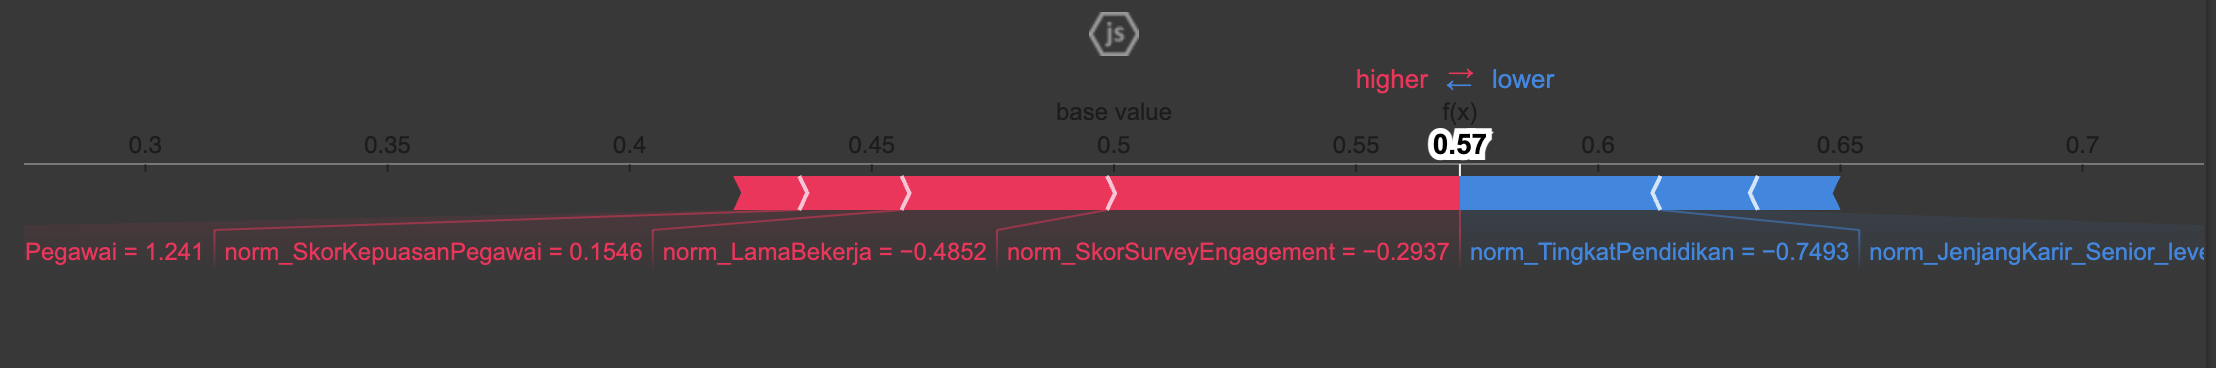 js
higher lower
base value f(x)
0.3 0.35 0.4 0.45 0.5 0.55 0.57 0.6 0.65 0.7
Pegawai = 1.241 norm_SkorKepuasanPegawai = 0.1546 norm_LamaBekerja = −0.4852 norm_SkorSurveyEngagement = −0.2937 norm_TingkatPendidikan = −0.7493 norm_JenjangKarir_Senior_leve